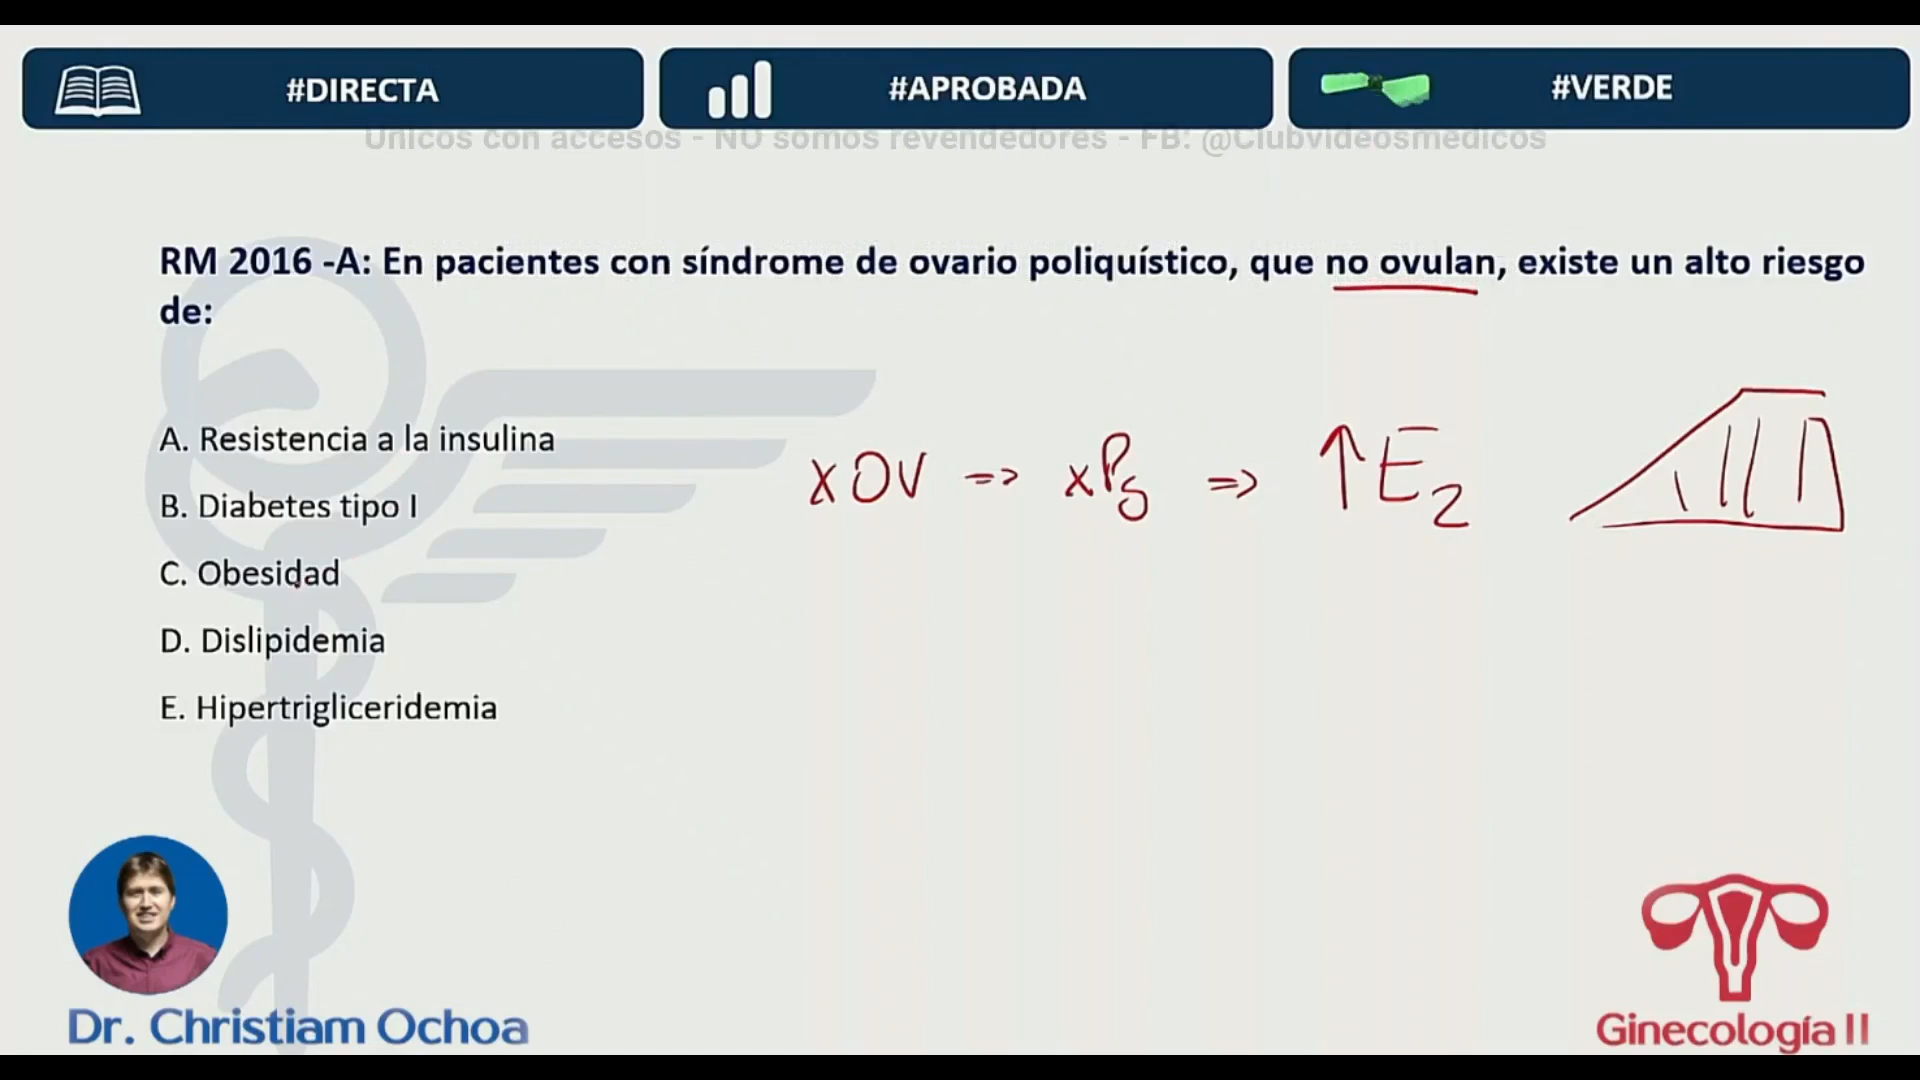 #DIRECTA
#APROBADA
#VERDE
Unicos con accesos - NO somos revendedores - FB: @Clubvideosmedicos
RM 2016 -A: En pacientes con síndrome de ovario poliquístico, que no ovulan, existe un alto riesgo
de:
A. Resistencia a la insulina
B. Diabetes tipo I
C. Obesidad
D. Dislipidemia
E. Hipertrigliceridemia
x OV => x Pg => ↑E2
Dr. Christiam Ochoa
Ginecología II